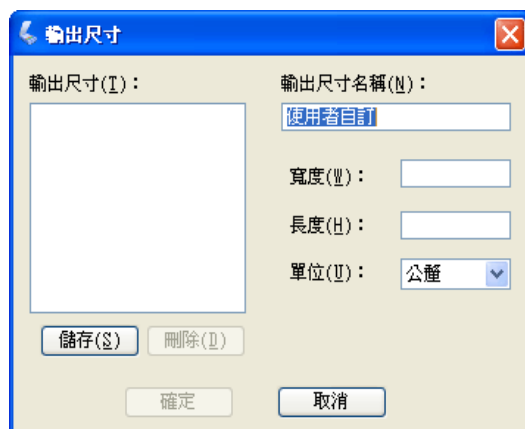 輸出尺寸
輸出尺寸(T)：
輸出尺寸名稱(N)：
使用者自訂
寬度(W)：
長度(H)：
單位(U)：
公釐
儲存(S)
刪除(D)
確定
取消